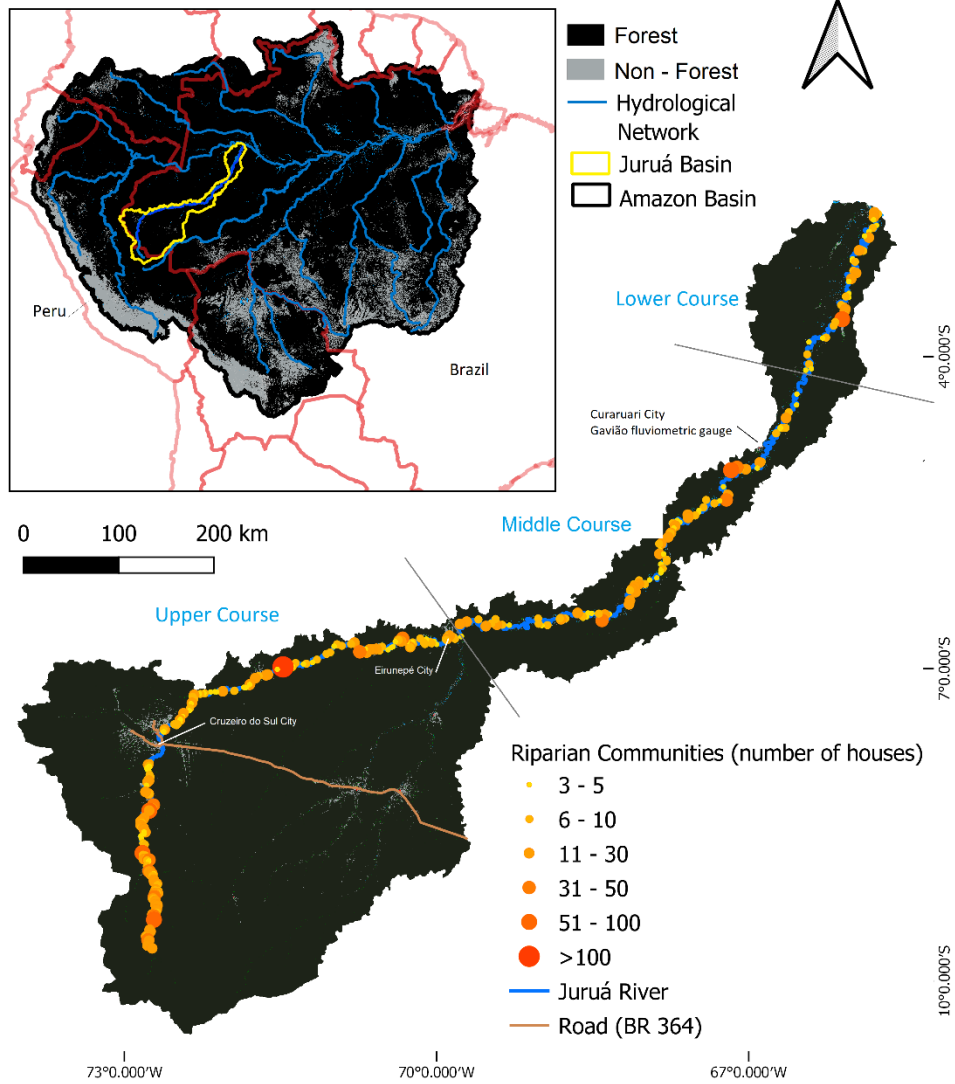 Forest
Non - Forest
Hydrological
Network
Juruá Basin
Amazon Basin
Peru
Brazil
Lower Course
4°0.000'S
Curaruari City
Gavião fluviometric gauge
0 100 200 km
Middle Course
Upper Course
Eirunepé City
7°0.000'S
Cruzeiro do Sul City
Riparian Communities (number of houses)
3 - 5
6 - 10
11 - 30
31 - 50
51 - 100
>100
Juruá River
Road (BR 364)
10°0.000'S
73°0.000'W 70°0.000'W 67°0.000'W